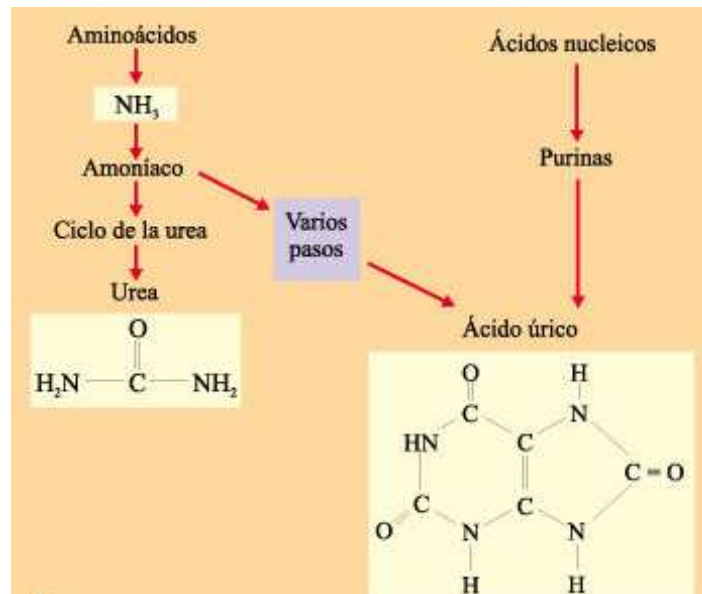 Aminoácidos
NH₃
Amoníaco
Ciclo de la urea
Urea
O
H₂N C NH₂
Varios
pasos
Ácidos nucleicos
Purinas
Ácido úrico
O H
C N
HN C C=O
C C
O N N
H H